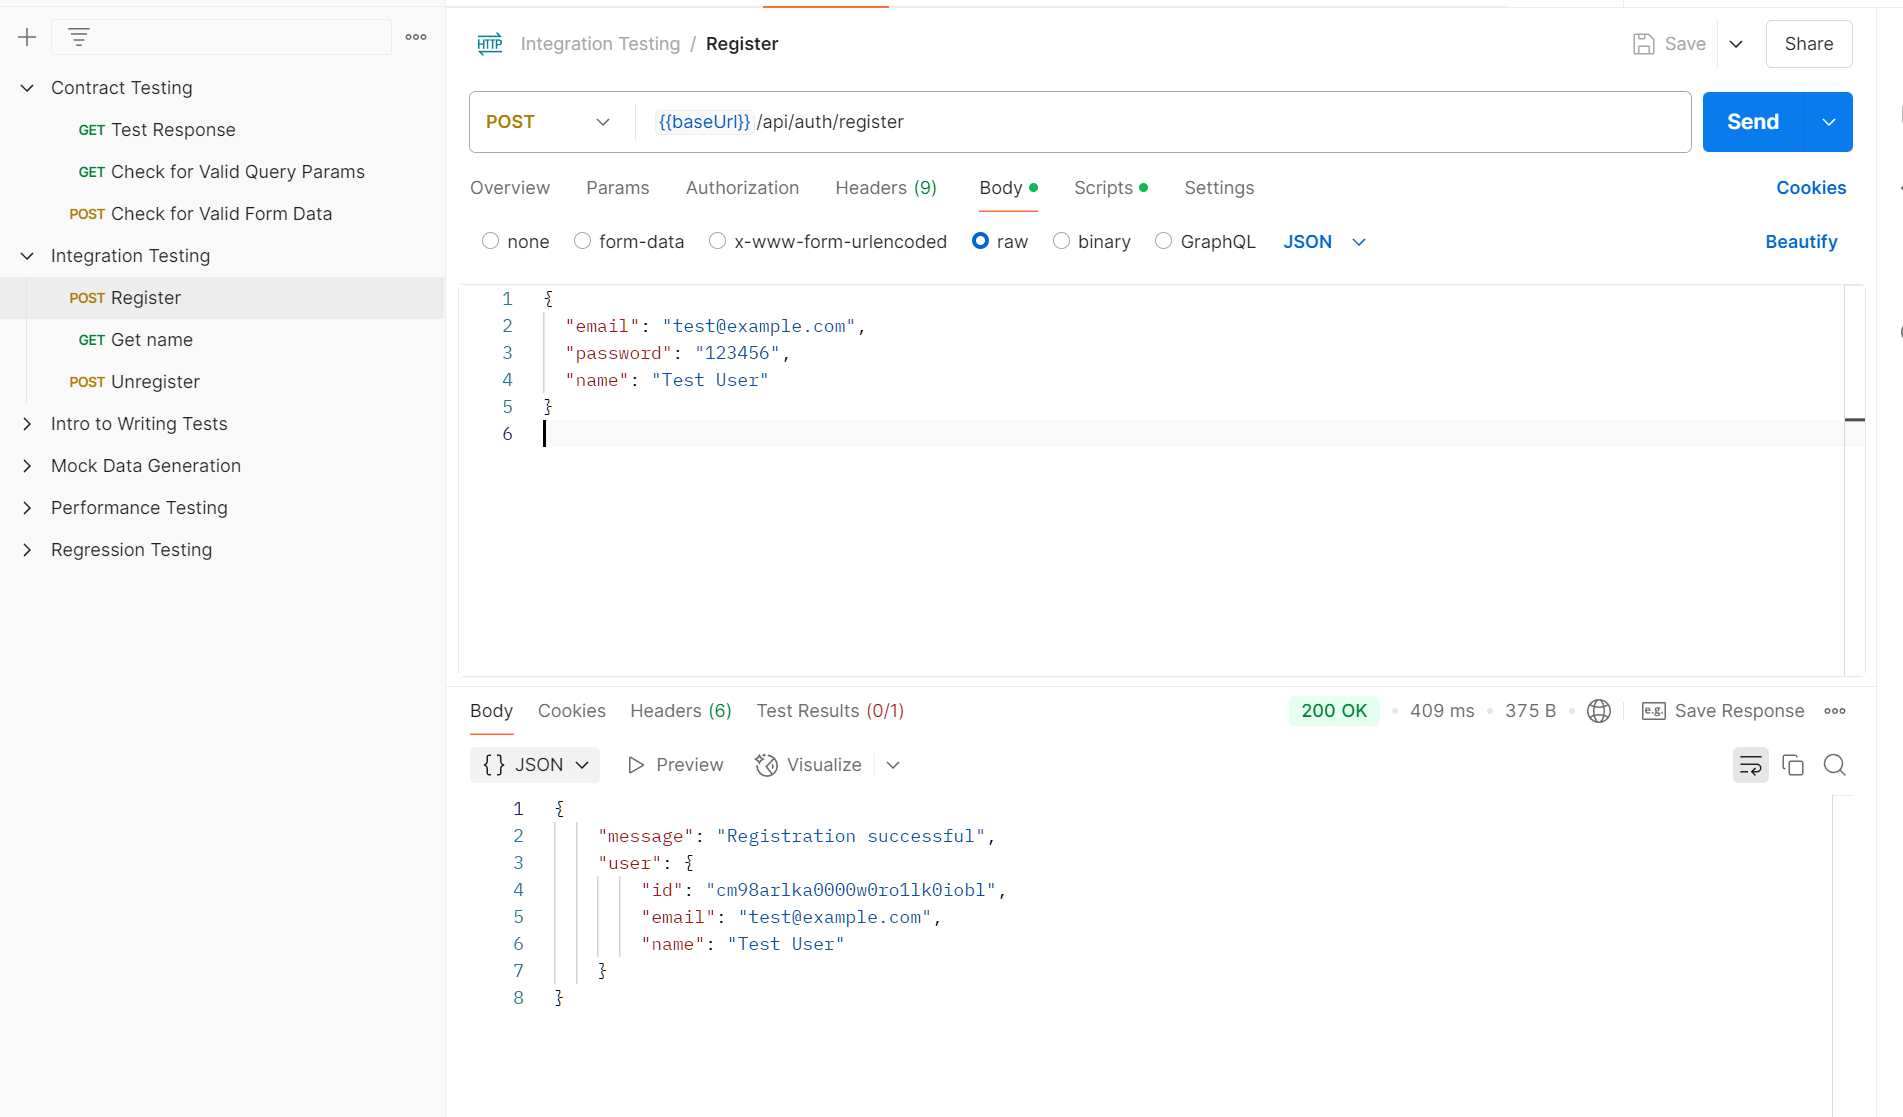 Contract Testing
GET Test Response
GET Check for Valid Query Params
POST Check for Valid Form Data
Integration Testing
POST Register
GET Get name
POST Unregister
Intro to Writing Tests
Mock Data Generation
Performance Testing
Regression Testing
HTTP Integration Testing / Register
Save
Share
POST {{baseUrl}} /api/auth/register
Send
Overview Params Authorization Headers (9) Body Scripts Settings Cookies
none form-data x-www-form-urlencoded raw binary GraphQL JSON Beautify
1 {
2 "email": "test@example.com",
3 "password": "123456",
4 "name": "Test User"
5 }
6
Body Cookies Headers (6) Test Results (0/1) 200 OK • 409 ms • 375 B • e.g. Save Response
{} JSON Preview Visualize
1 {
2 "message": "Registration successful",
3 "user": {
4 "id": "cm98arlka0000w0ro1lk0iobl",
5 "email": "test@example.com",
6 "name": "Test User"
7 }
8 }